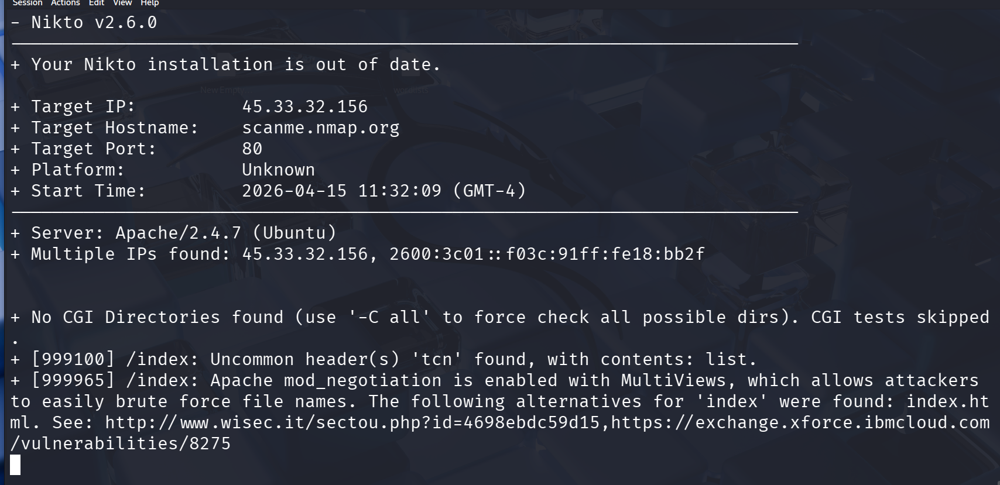 Session Actions Edit View Help
- Nikto v2.6.0
+ Your Nikto installation is out of date.
New Empty
wordlists
+ Target IP: 45.33.32.156
+ Target Hostname: scanme.nmap.org
+ Target Port: 80
+ Platform: Unknown
+ Start Time: 2026-04-15 11:32:09 (GMT-4)
+ Server: Apache/2.4.7 (Ubuntu)
+ Multiple IPs found: 45.33.32.156, 2600:3c01::f03c:91ff:fe18:bb2f
+ No CGI Directories found (use '-C all' to force check all possible dirs). CGI tests skipped
.
+ [999100] /index: Uncommon header(s) 'tcn' found, with contents: list.
+ [999965] /index: Apache mod_negotiation is enabled with MultiViews, which allows attackers
to easily brute force file names. The following alternatives for 'index' were found: index.ht
ml. See: http://www.wisec.it/sectou.php?id=4698ebdc59d15,https://exchange.xforce.ibmcloud.com
/vulnerabilities/8275